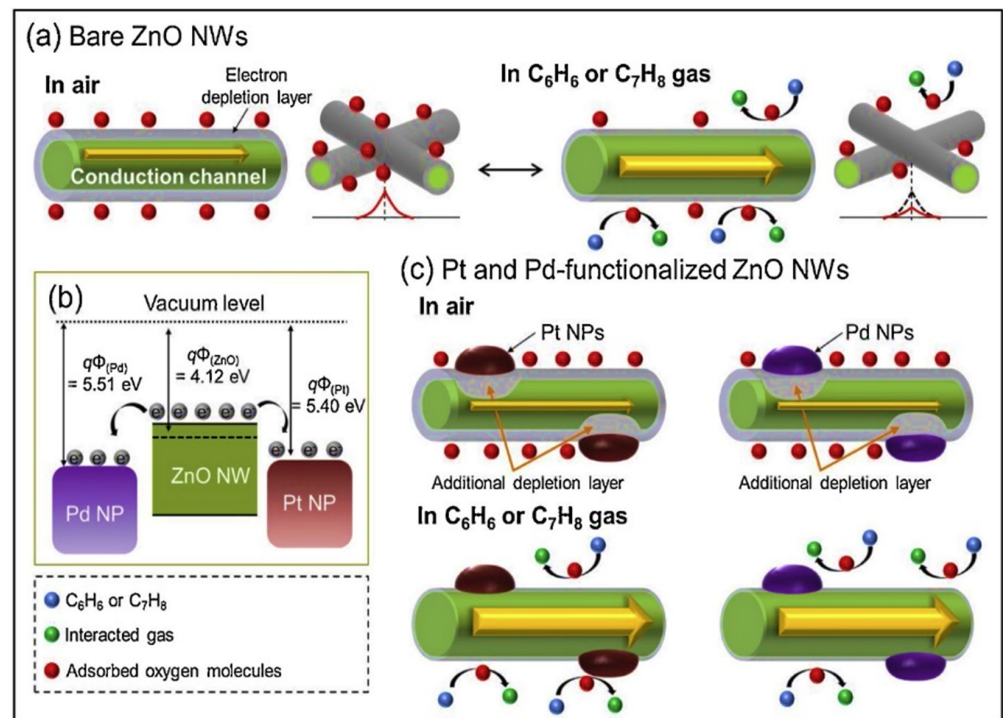 (a) Bare ZnO NWs
In air
Electron
depletion layer
Conduction channel
In C₆H₆ or C₇H₈ gas
(b)
Vacuum level
qΦ(Pd)
= 5.51 eV
qΦ(ZnO)
= 4.12 eV
qΦ(Pt)
= 5.40 eV
e e e e e
e e e
e e e
Pd NP
ZnO NW
Pt NP
C₆H₆ or C₇H₈
Interacted gas
Adsorbed oxygen molecules
(c) Pt and Pd-functionalized ZnO NWs
In air
Pt NPs
Pd NPs
Additional depletion layer
Additional depletion layer
In C₆H₆ or C₇H₈ gas